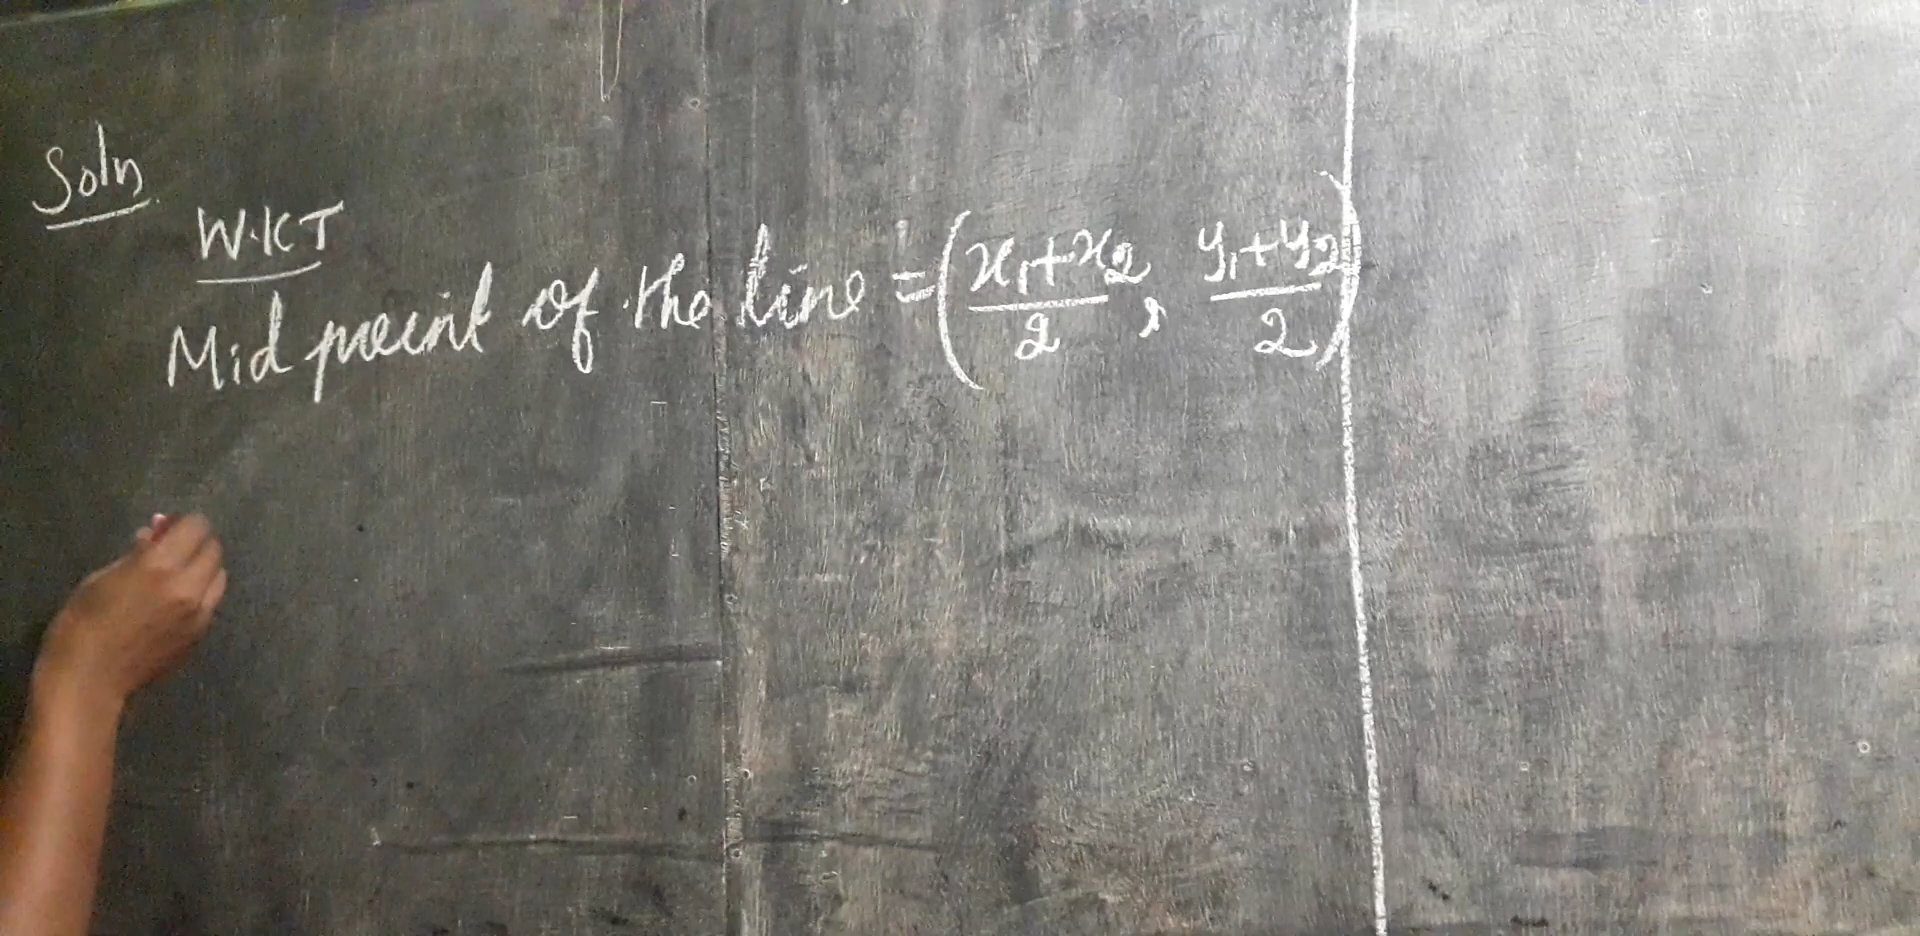 Soln
W.K.T
Mid point of the line = (x₁+x₂/2, y₁+y₂/2)